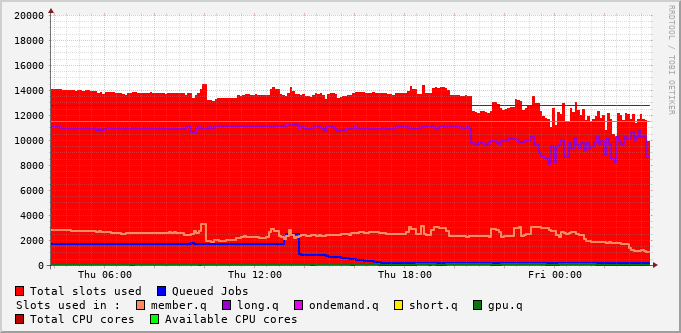 20000
18000
16000
14000
12000
10000
8000
6000
4000
2000
0
Thu 06:00 Thu 12:00 Thu 18:00 Fri 00:00
RRDTOOL / TOBI OETIKER
Total slots used Queued Jobs
Slots used in : member.q long.q ondemand.q short.q gpu.q
Total CPU cores Available CPU cores